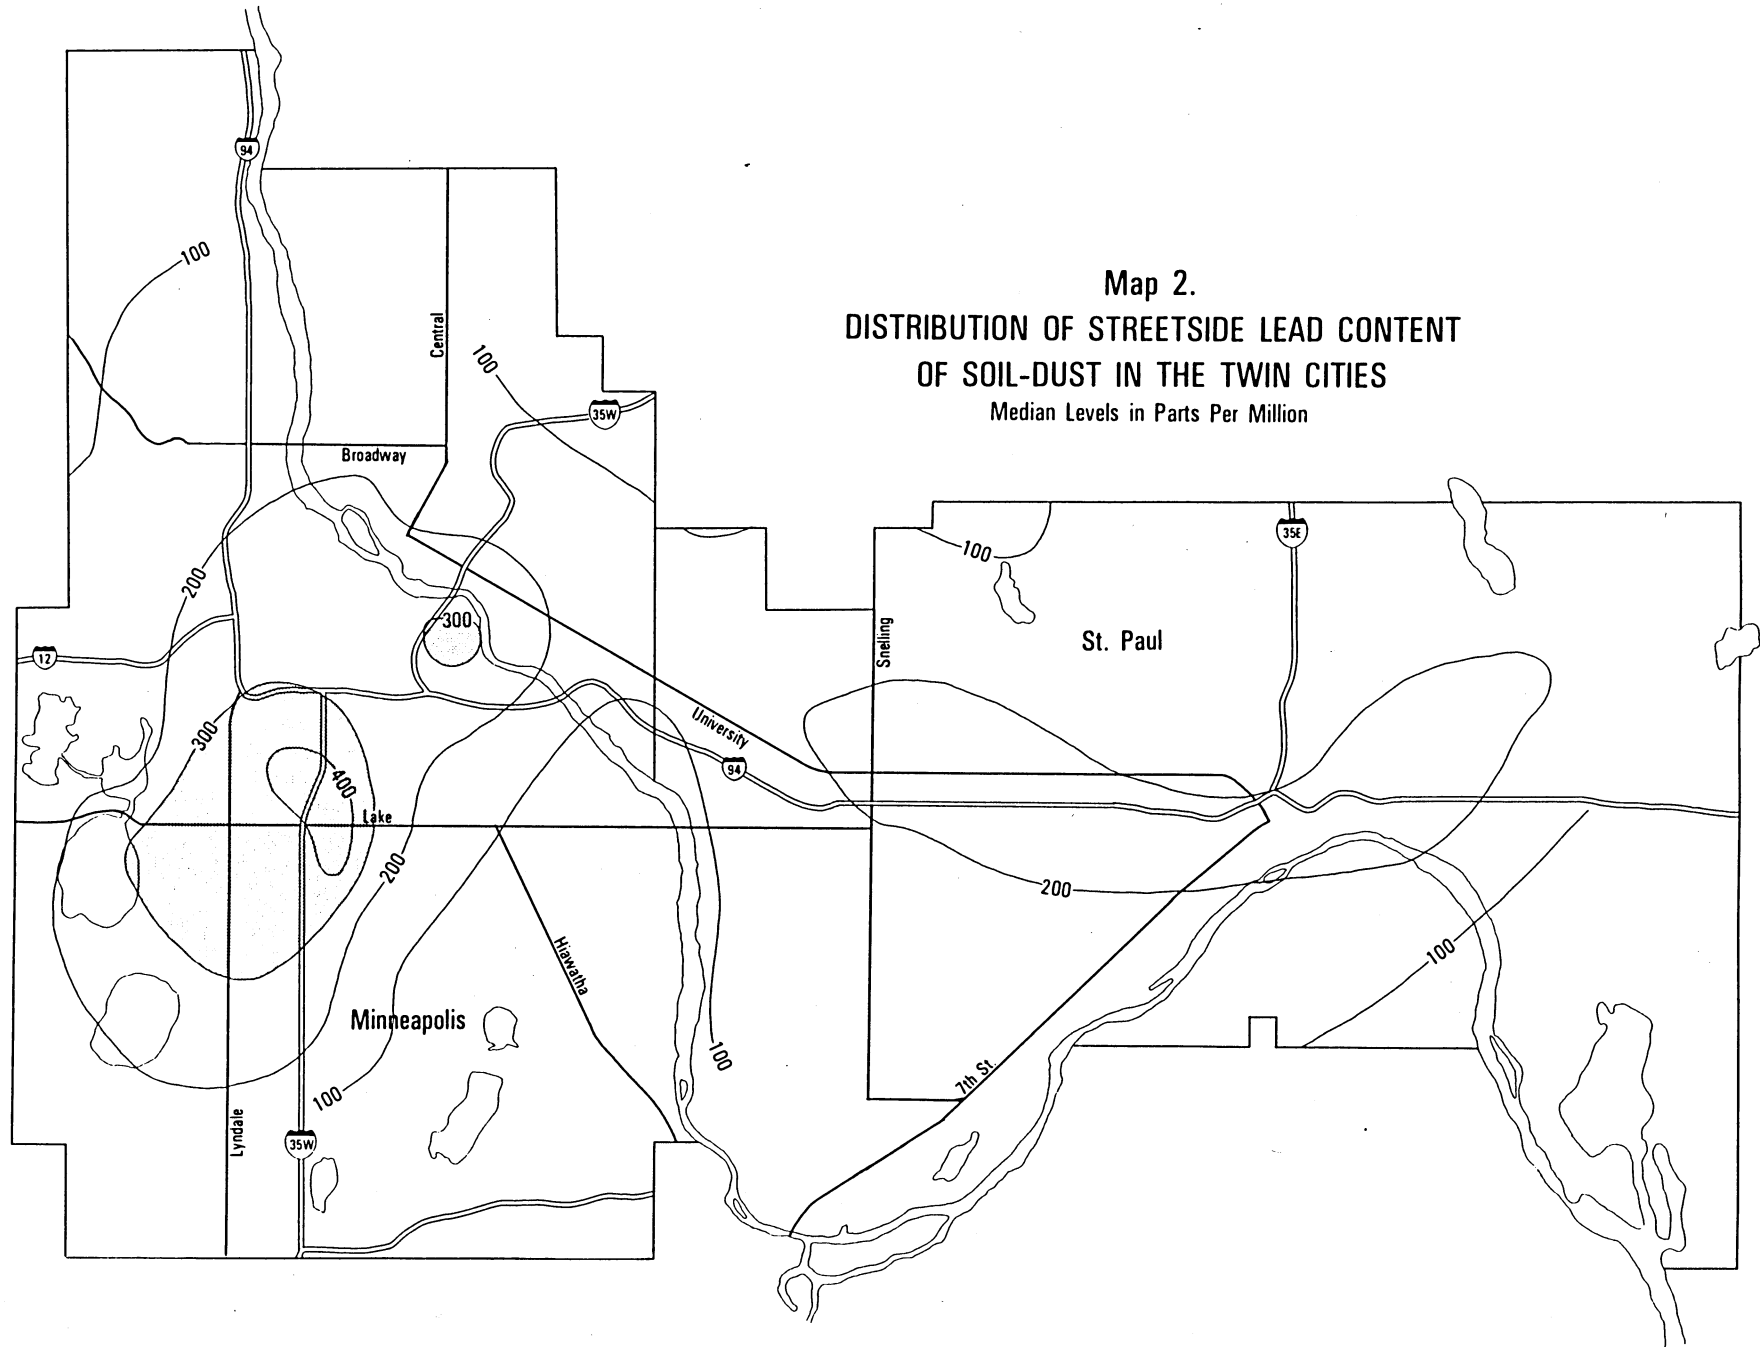 94
100
Central
100
Map 2.
DISTRIBUTION OF STREETSIDE LEAD CONTENT
OF SOIL-DUST IN THE TWIN CITIES
Median Levels in Parts Per Million
35W
Broadway
35E
100
200
300
Snelling
St. Paul
12
300
University
94
400
Lake
200
200
Hiawatha
100
Minneapolis
100
100
7th St.
Lyndale
35W